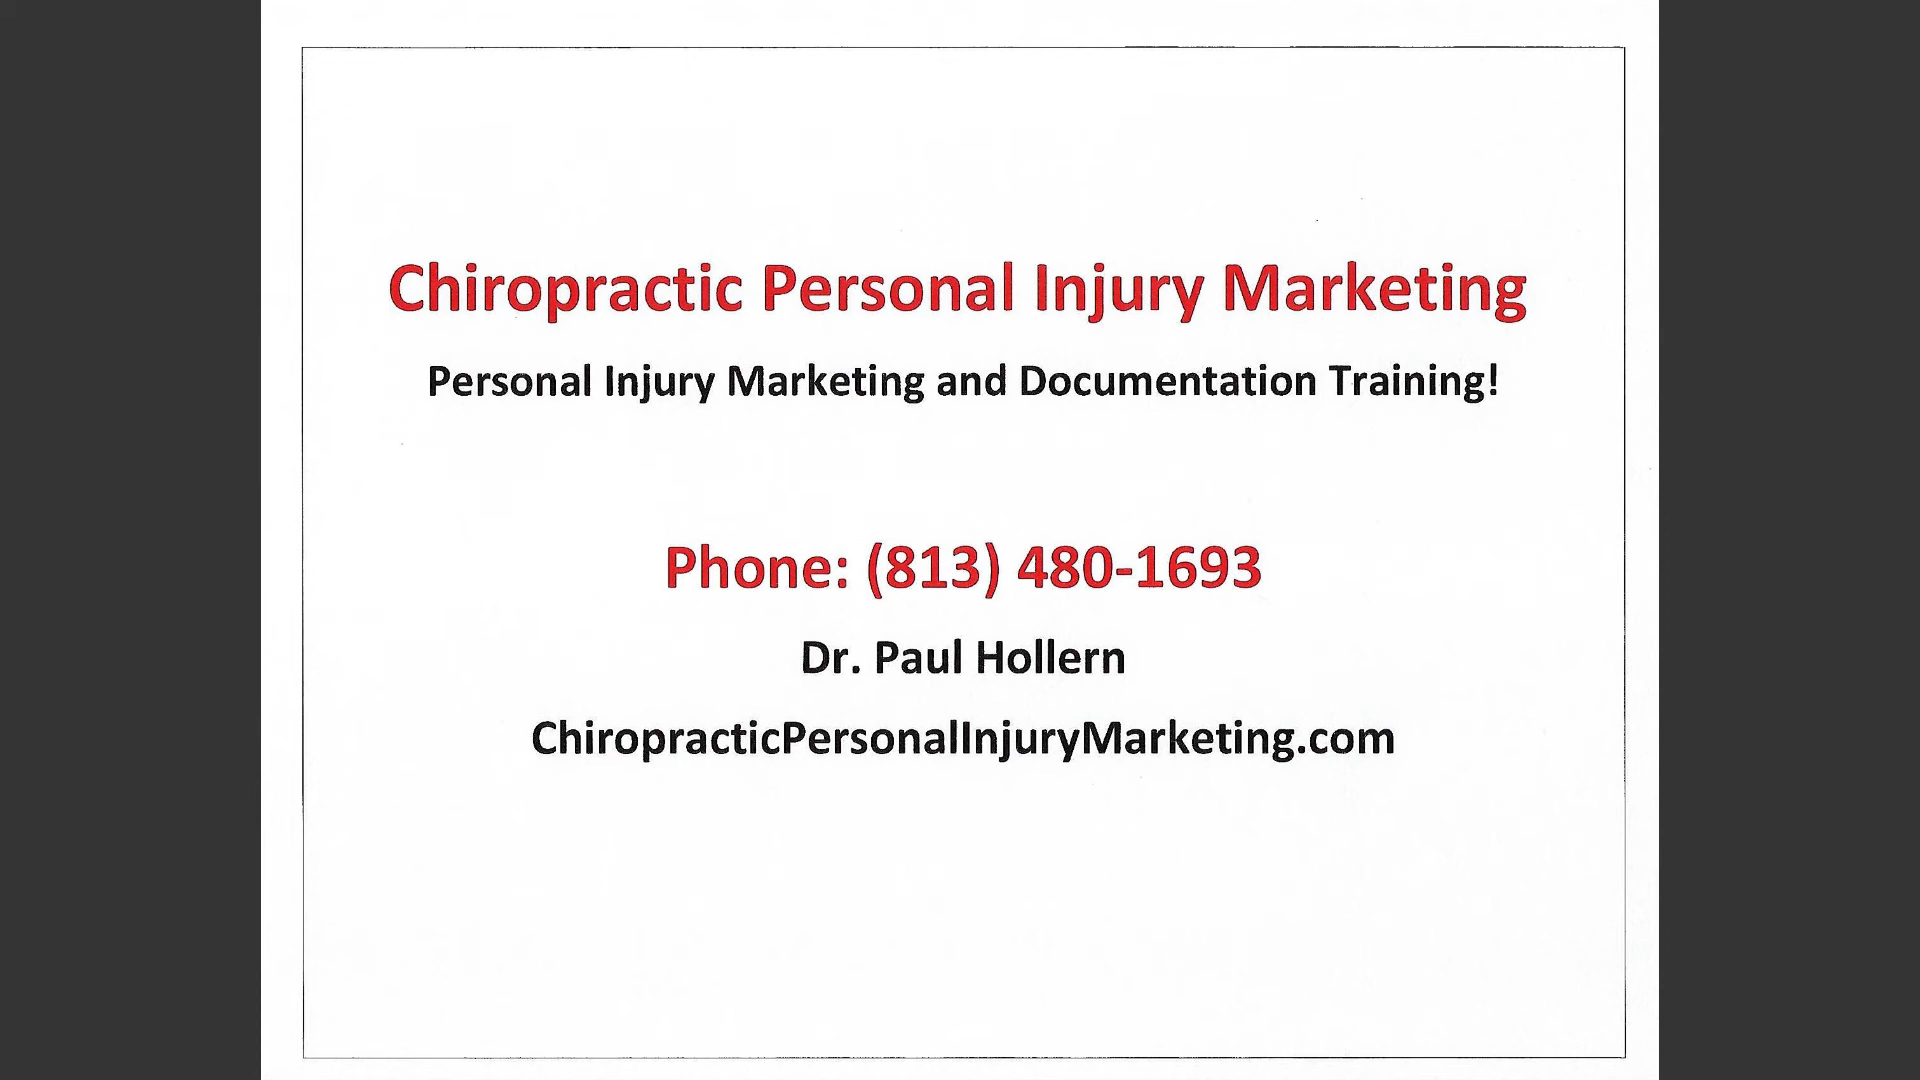 Chiropractic Personal Injury Marketing
Personal Injury Marketing and Documentation Training!
Phone: (813) 480-1693
Dr. Paul Hollern
ChiropracticPersonalInjuryMarketing.com